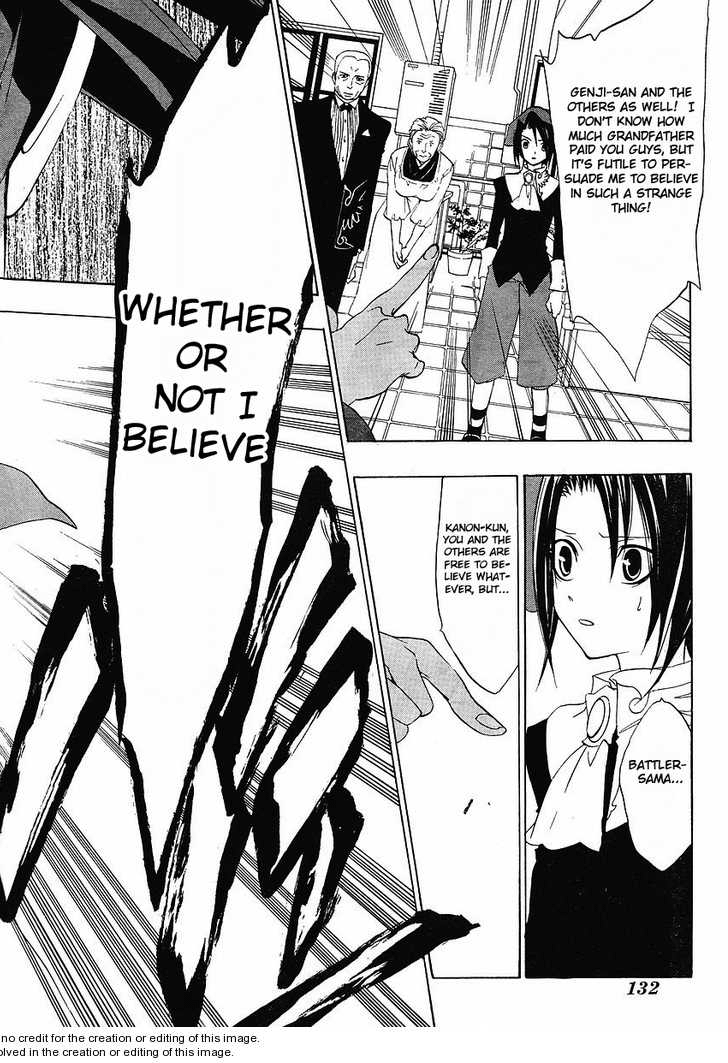 GENJI-SAN AND THE
OTHERS AS WELL! I
DON'T KNOW HOW
MUCH GRANDFATHER
PAID YOU GUYS, BUT
IT'S FUTILE TO PER-
SUADE ME TO BELIEVE
IN SUCH A STRANGE
THING!
BATTLER-
SAMA...
KANON-KUN,
YOU AND THE
OTHERS ARE
FREE TO BE-
LIEVE WHAT-
EVER, BUT...
WHETHER
OR
NOT I
BELIEVE
132
no credit for the creation or editing of this image.
olved in the creation or editing of this image.